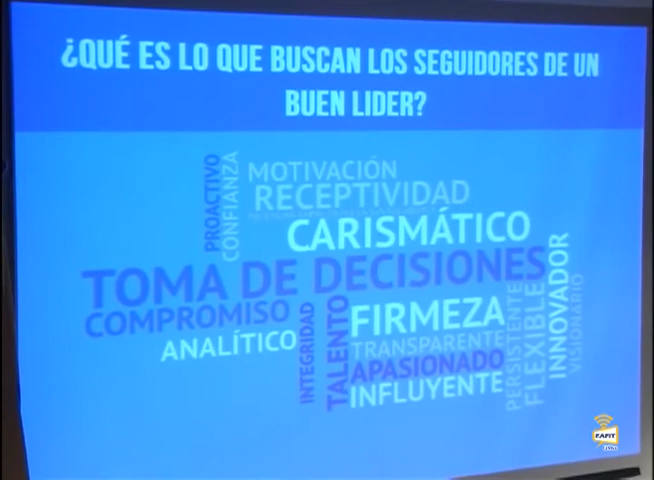 ¿QUÉ ES LO QUE BUSCAN LOS SEGUIDORES DE UN
BUEN LIDER?
PROACTIVO
CONFIANZA
MOTIVACIÓN
RECEPTIVIDAD
CARISMÁTICO
TOMA DE DECISIONES
COMPROMISO
ANALÍTICO
INTEGRIDAD
TALENTO
FIRMEZA
TRANSPARENTE
APASIONADO
INFLUYENTE
PERSISTENTE
FLEXIBLE
INNOVADOR
VISIONARIO
EAFIT